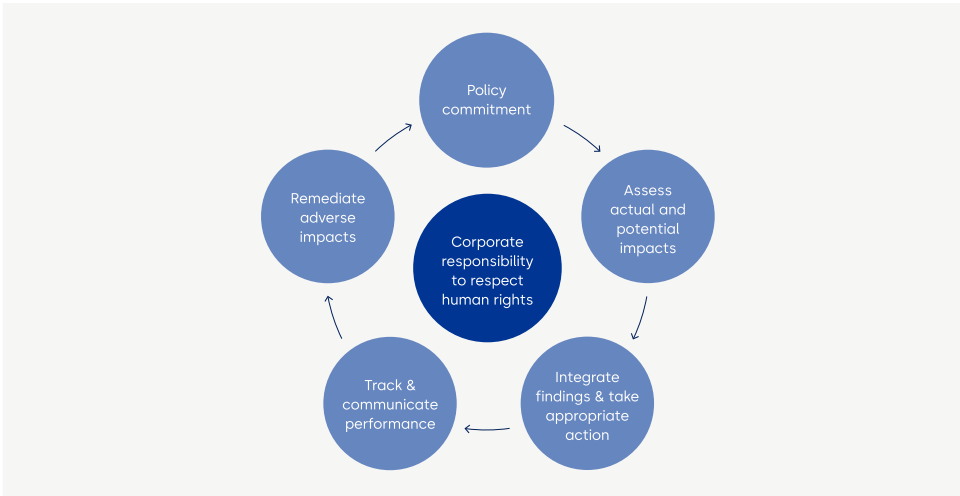 Policy
commitment
Assess
actual and
potential
impacts
Integrate
findings & take
appropriate
action
Track &
communicate
performance
Remediate
adverse
impacts
Corporate
responsibility
to respect
human rights